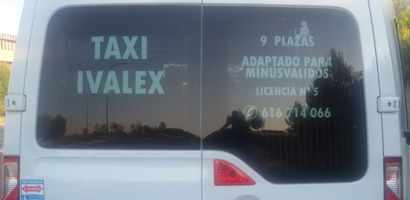 TAXI
IVALEX
9 PLAZAS
ADAPTADO PARA
MINUSVALIDOS
LICENCIA Nº 5
616 714 066